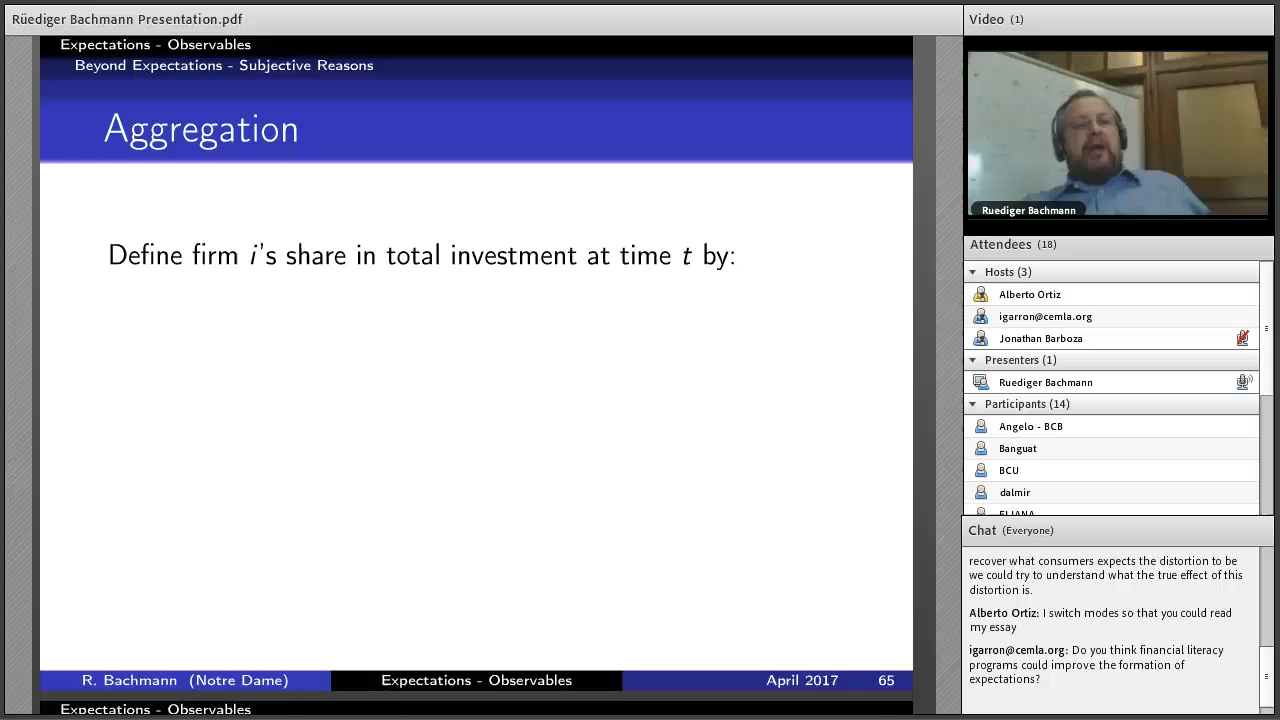 Rüediger Bachmann Presentation.pdf
Expectations - Observables
Beyond Expectations - Subjective Reasons
Aggregation
Define firm i's share in total investment at time t by:
R. Bachmann (Notre Dame)
Expectations - Observables
April 2017
65
Expectations - Observables
Video (1)
Ruediger Bachmann
Attendees (18)
Hosts (3)
Alberto Ortiz
igarron@cemla.org
Jonathan Barboza
Presenters (1)
Ruediger Bachmann
Participants (14)
Angelo - BCB
Banguat
BCU
dalmir
ELIANA
Chat (Everyone)
recover what consumers expects the distortion to be
we could try to understand what the true effect of this
distortion is.
Alberto Ortiz: I switch modes so that you could read
my essay
igarron@cemla.org: Do you think financial literacy
programs could improve the formation of
expectations?